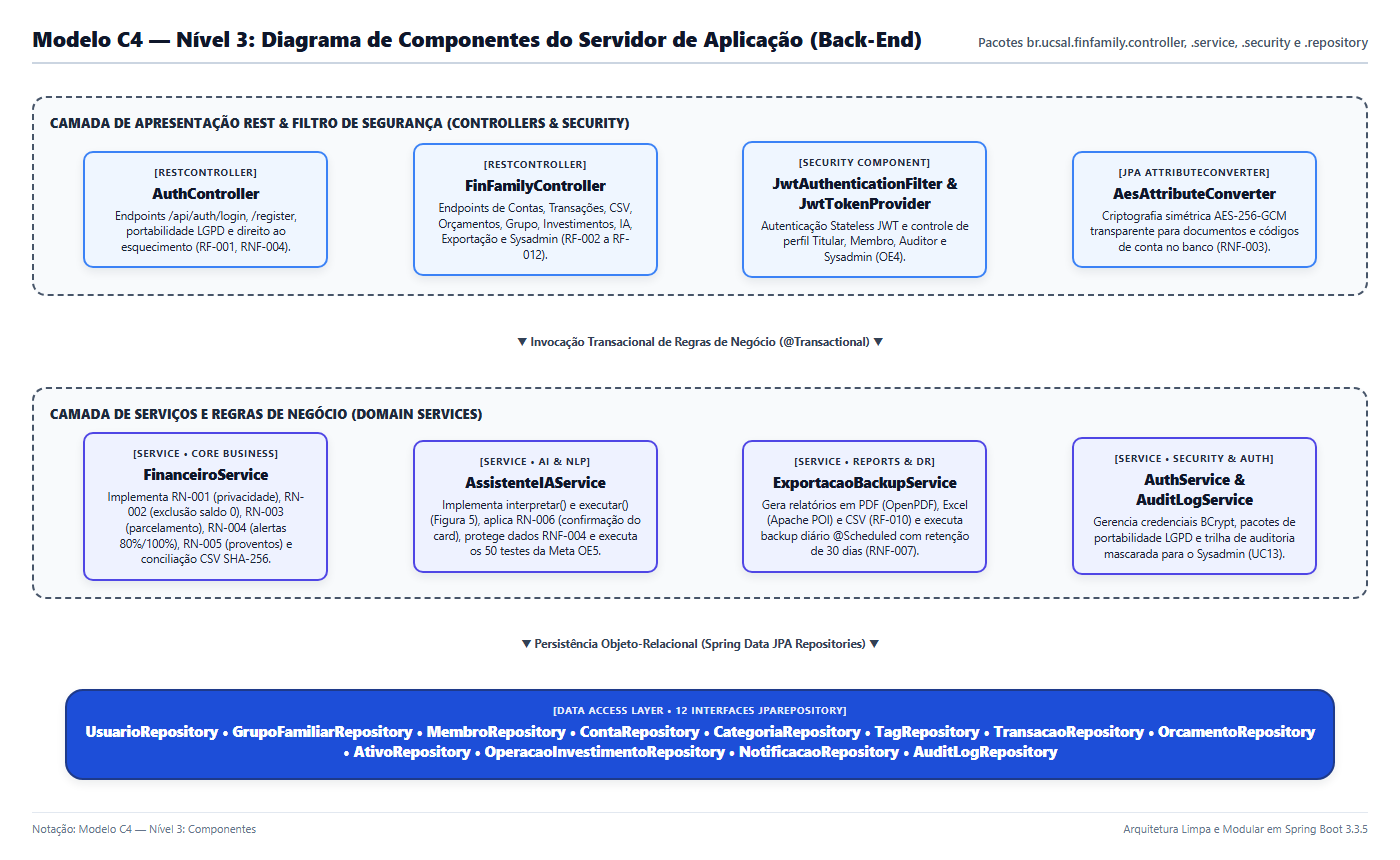 Modelo C4 — Nível 3: Diagrama de Componentes do Servidor de Aplicação (Back-End)
Pacotes br.ucsal.finfamily.controller, .service, .security e .repository
CAMADA DE APRESENTAÇÃO REST & FILTRO DE SEGURANÇA (CONTROLLERS & SECURITY)
[RESTCONTROLLER]
AuthController
Endpoints /api/auth/login, /register,
portabilidade LGPD e direito ao
esquecimento (RF-001, RNF-004).
[RESTCONTROLLER]
FinFamilyController
Endpoints de Contas, Transações, CSV,
Orçamentos, Grupo, Investimentos, IA,
Exportação e Sysadmin (RF-002 a RF-
012).
[SECURITY COMPONENT]
JwtAuthenticationFilter &
JwtTokenProvider
Autenticação Stateless JWT e controle de
perfil Titular, Membro, Auditor e
Sysadmin (OE4).
[JPA ATTRIBUTECONVERTER]
AesAttributeConverter
Criptografia simétrica AES-256-GCM
transparente para documentos e códigos
de conta no banco (RNF-003).
▼ Invocação Transacional de Regras de Negócio (@Transactional) ▼
CAMADA DE SERVIÇOS E REGRAS DE NEGÓCIO (DOMAIN SERVICES)
[SERVICE • CORE BUSINESS]
FinanceiroService
Implementa RN-001 (privacidade), RN-
002 (exclusão saldo 0), RN-003
(parcelamento), RN-004 (alertas
80%/100%), RN-005 (proventos) e
conciliação CSV SHA-256.
[SERVICE • AI & NLP]
AssistenteIAService
Implementa interpretar() e executar()
(Figura 5), aplica RN-006 (confirmação do
card), protege dados RNF-004 e executa
os 50 testes da Meta OE5.
[SERVICE • REPORTS & DR]
ExportacaoBackupService
Gera relatórios em PDF (OpenPDF), Excel
(Apache POI) e CSV (RF-010) e executa
backup diário @Scheduled com retenção
de 30 dias (RNF-007).
[SERVICE • SECURITY & AUTH]
AuthService &
AuditLogService
Gerencia credenciais BCrypt, pacotes de
portabilidade LGPD e trilha de auditoria
mascarada para o Sysadmin (UC13).
▼ Persistência Objeto-Relacional (Spring Data JPA Repositories) ▼
[DATA ACCESS LAYER • 12 INTERFACES JPAREPOSITORY]
UsuarioRepository • GrupoFamiliarRepository • MembroRepository • ContaRepository • CategoriaRepository • TagRepository • TransacaoRepository • OrcamentoRepository
• AtivoRepository • OperacaoInvestimentoRepository • NotificacaoRepository • AuditLogRepository
Notação: Modelo C4 — Nível 3: Componentes
Arquitetura Limpa e Modular em Spring Boot 3.3.5